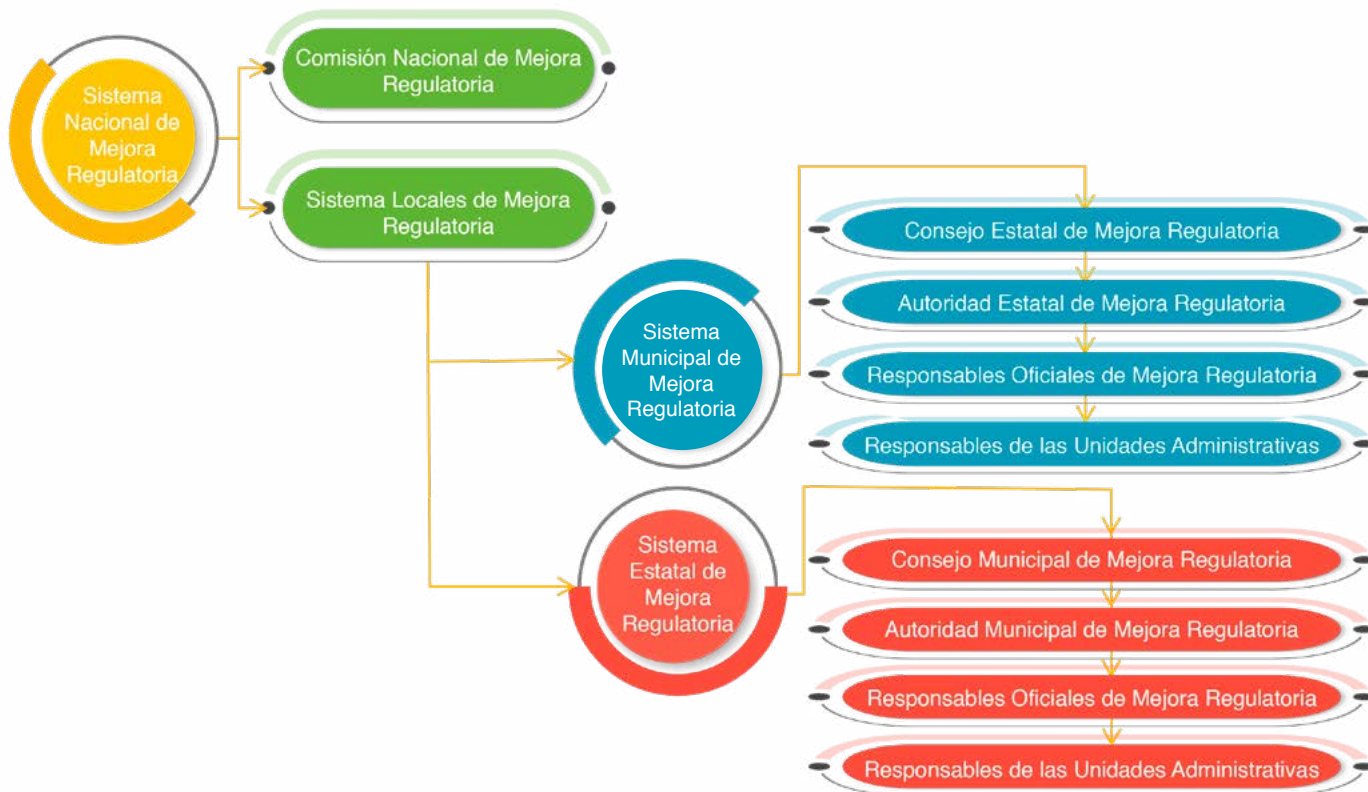 Sistema
Nacional de
Mejora
Regulatoria
Comisión Nacional de Mejora
Regulatoria
Sistema Locales de Mejora
Regulatoria
Sistema
Municipal de
Mejora
Regulatoria
Consejo Estatal de Mejora Regulatoria
Autoridad Estatal de Mejora Regulatoria
Responsables Oficiales de Mejora Regulatoria
Responsables de las Unidades Administrativas
Sistema
Estatal de
Mejora
Regulatoria
Consejo Municipal de Mejora Regulatoria
Autoridad Municipal de Mejora Regulatoria
Responsables Oficiales de Mejora Regulatoria
Responsables de las Unidades Administrativas